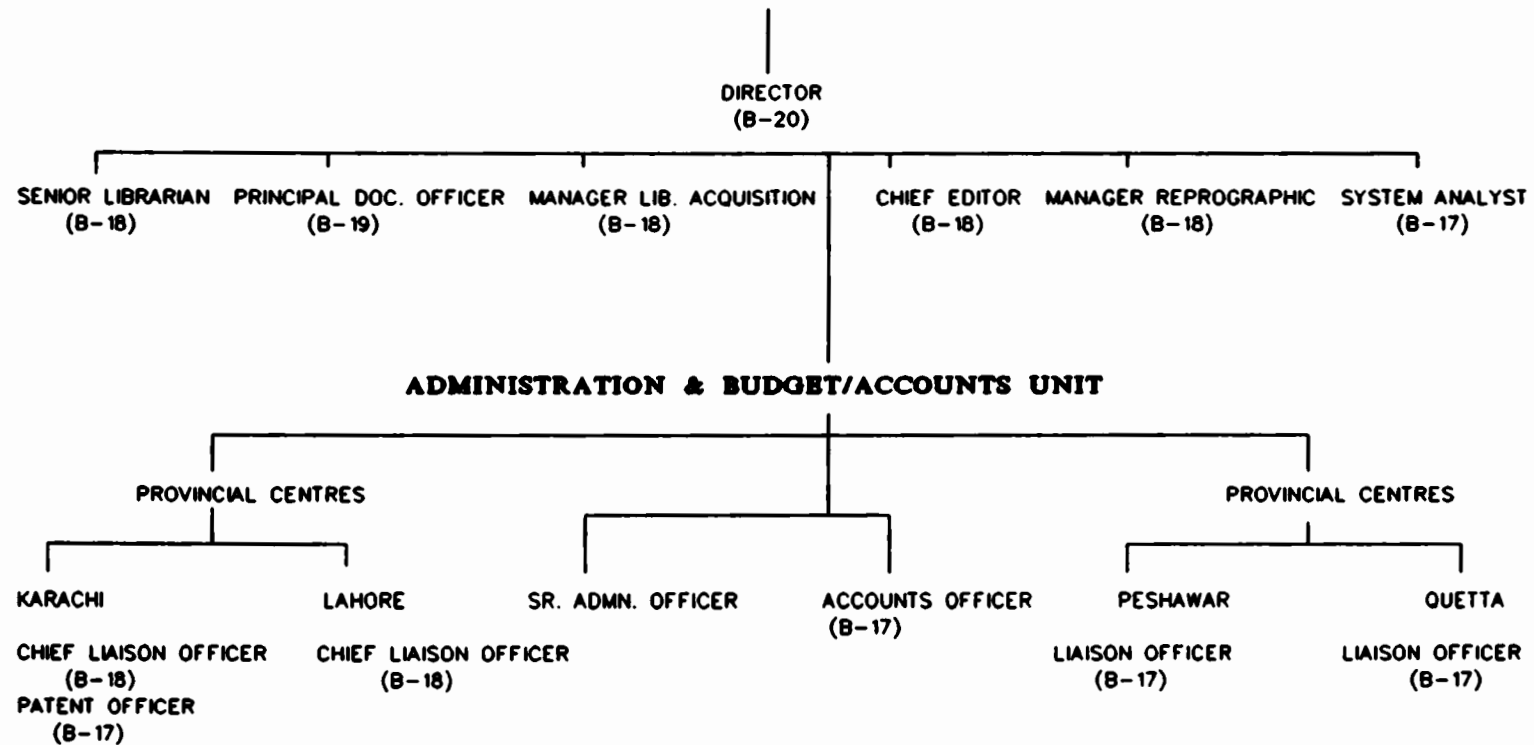 DIRECTOR
(B-20)
SENIOR LIBRARIAN
(B-18)
PRINCIPAL DOC. OFFICER
(B-19)
MANAGER LIB. ACQUISITION
(B-18)
CHIEF EDITOR
(B-18)
MANAGER REPROGRAPHIC
(B-18)
SYSTEM ANALYST
(B-17)
ADMINISTRATION & BUDGET/ACCOUNTS UNIT
PROVINCIAL CENTRES
PROVINCIAL CENTRES
KARACHI
CHIEF LIAISON OFFICER
(B-18)
PATENT OFFICER
(B-17)
LAHORE
CHIEF LIAISON OFFICER
(B-18)
SR. ADMN. OFFICER
ACCOUNTS OFFICER
(B-17)
PESHAWAR
LIAISON OFFICER
(B-17)
QUETTA
LIAISON OFFICER
(B-17)